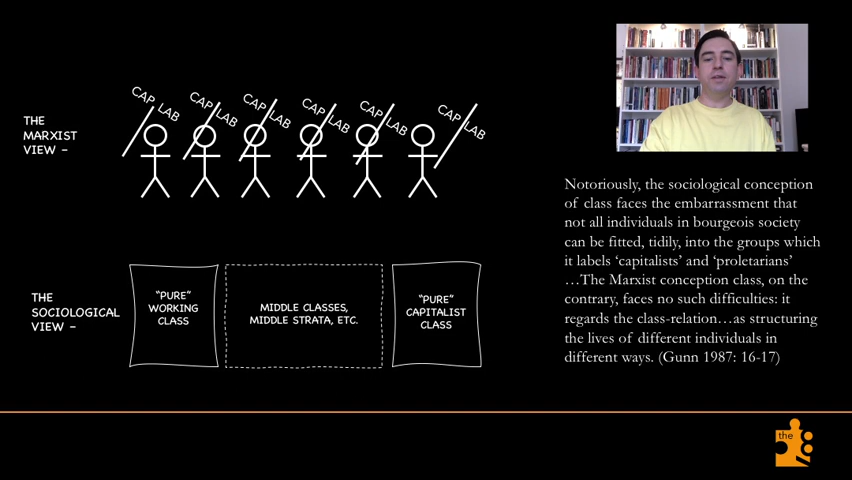 THE
MARXIST
VIEW –
CAP LAB
CAP LAB
CAP LAB
CAP LAB
CAP LAB
CAP LAB
THE
SOCIOLOGICAL
VIEW –
"PURE"
WORKING
CLASS
MIDDLE CLASSES,
MIDDLE STRATA, ETC.
"PURE"
CAPITALIST
CLASS
Notoriously, the sociological conception
of class faces the embarrassment that
not all individuals in bourgeois society
can be fitted, tidily, into the groups which
it labels ‘capitalists’ and ‘proletarians’
…The Marxist conception class, on the
contrary, faces no such difficulties: it
regards the class-relation…as structuring
the lives of different individuals in
different ways. (Gunn 1987: 16-17)
the